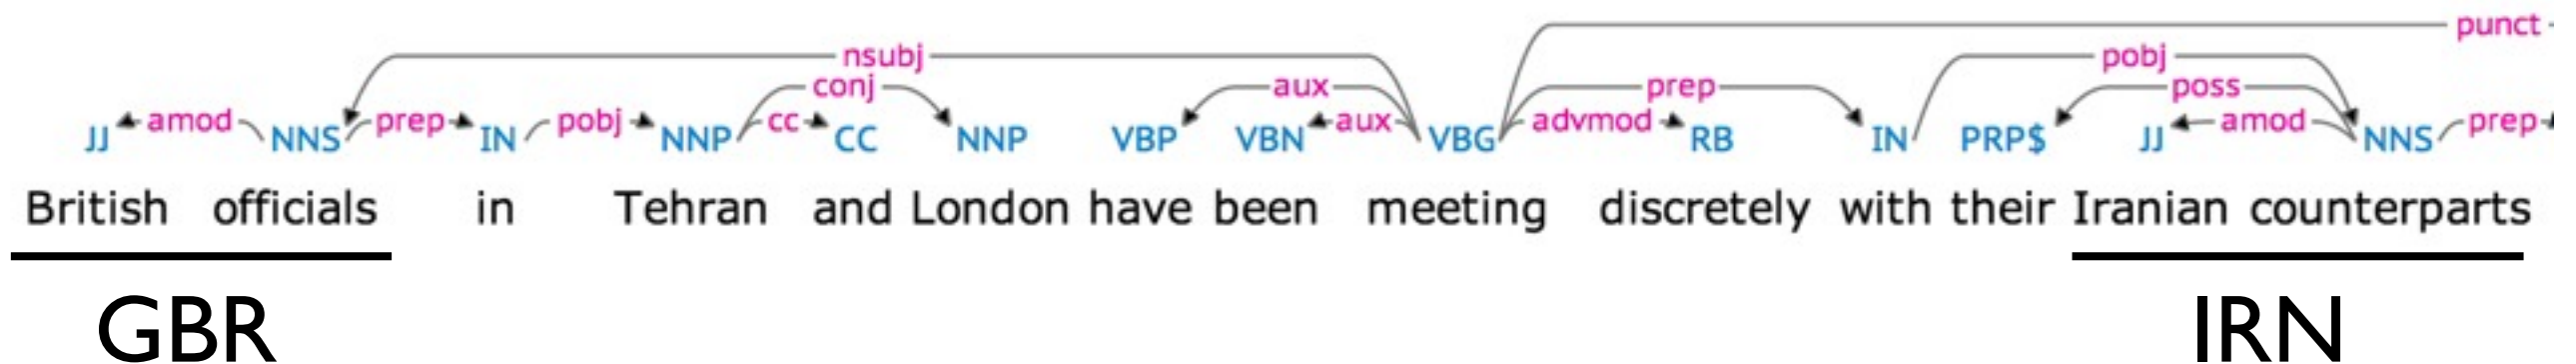 punct
nsubj pobj
conj aux prep poss
JJ amod NNS prep IN pobj NNP cc CC NNP VBP VBN aux VBG advmod RB IN PRP$ JJ amod NNS prep
British officials in Tehran and London have been meeting discretely with their Iranian counterparts
GBR IRN